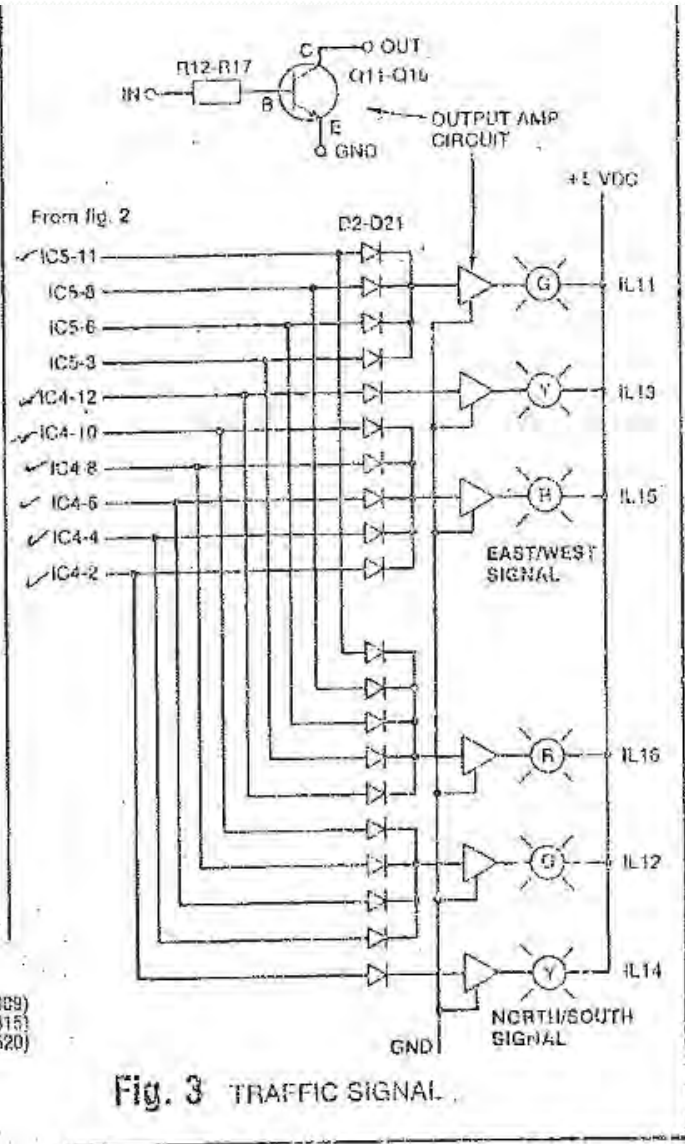 C OUT
R12-R17
Q11-Q16
IN
B
E
GND
OUTPUT AMP
CIRCUIT
+5 VDC
From fig. 2
D2-D21
IC5-11
IC5-8
IC5-6
IC5-3
IC4-12
IC4-10
IC4-8
IC4-6
IC4-4
IC4-2
G IL11
Y IL13
R IL15
EAST/WEST
SIGNAL
R IL16
G IL12
Y IL14
NORTH/SOUTH
SIGNAL
GND
15)
520)
Fig. 3 TRAFFIC SIGNAL